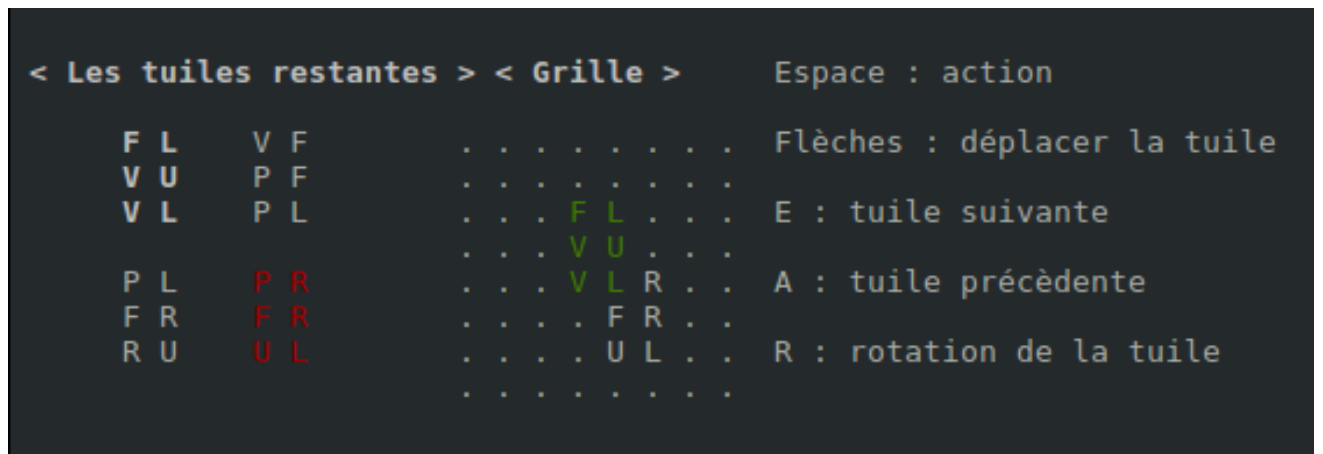 < Les tuiles restantes > < Grille > Espace : action
F L V F . . . . . . . . Flèches : déplacer la tuile
V U P F . . . . . . . .
V L P L . . . F L . . . E : tuile suivante
. . . V U . . .
P L P R . . . V L R . . A : tuile précèdente
F R F R . . . . F R . .
R U U L . . . . U L . . R : rotation de la tuile
. . . . . . . .